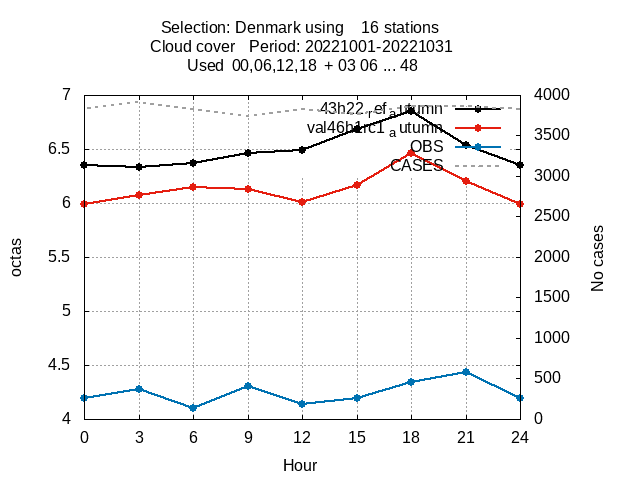 Selection: Denmark using    16 stations
Cloud cover   Period: 20221001-20221031
Used  00,06,12,18  + 03 06 ... 48
7
6.5
6
5.5
5
4.5
4
4000
3500
3000
2500
2000
1500
1000
500
0
43h22_ref_autumn
val46h1rc1_autumn
OBS
CASES
octas
No cases
0 3 6 9 12 15 18 21 24
Hour